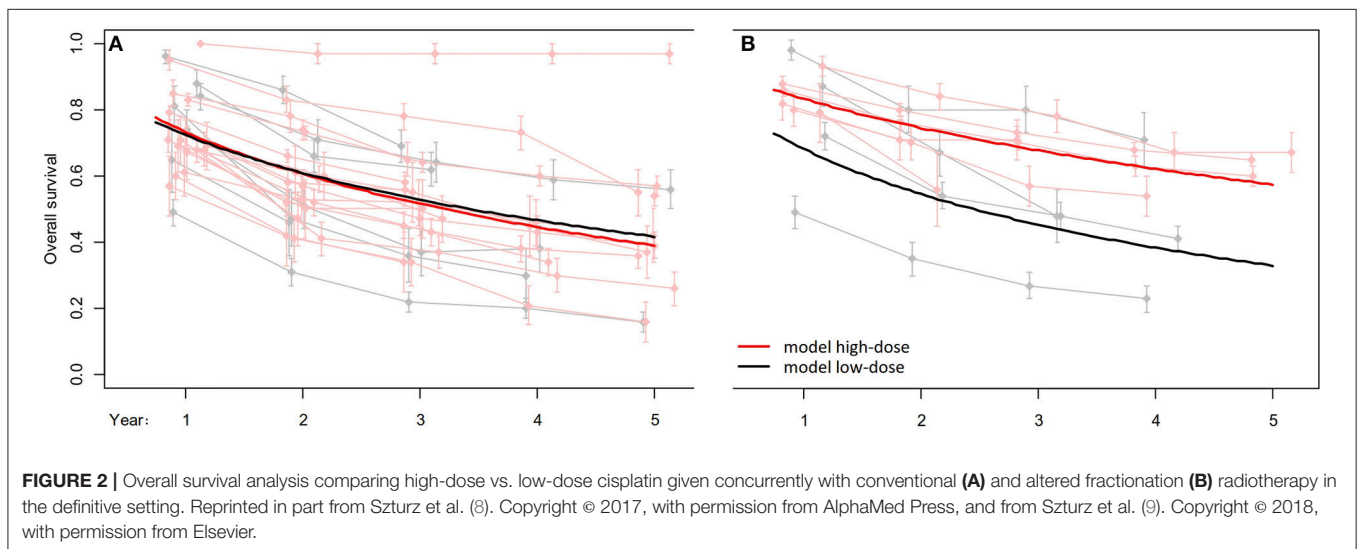 A
B
1.0
0.8
0.6
0.4
0.2
0.0
Overall survival
model high-dose
model low-dose
Year: 1 2 3 4 5
1 2 3 4 5
FIGURE 2 | Overall survival analysis comparing high-dose vs. low-dose cisplatin given concurrently with conventional (A) and altered fractionation (B) radiotherapy in
the definitive setting. Reprinted in part from Szturz et al. (8). Copyright © 2017, with permission from AlphaMed Press, and from Szturz et al. (9). Copyright © 2018,
with permission from Elsevier.